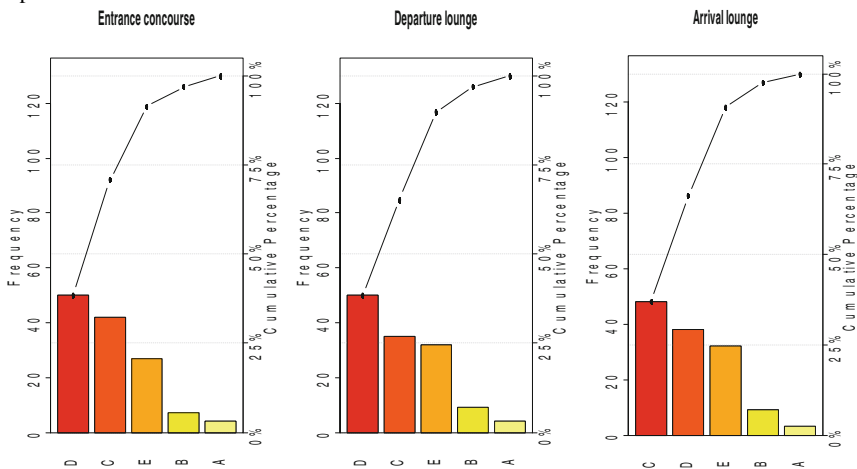 Entrance concourse
Departure lounge
Arrival lounge
Frequency
0 20 40 60 80 100 120
Cumulative Percentage
0% 25% 50% 75% 100%
D C E B A
Frequency
0 20 40 60 80 100 120
Cumulative Percentage
0% 25% 50% 75% 100%
D C E B A
Frequency
0 20 40 60 80 100 120
Cumulative Percentage
0% 25% 50% 75% 100%
C D E B A